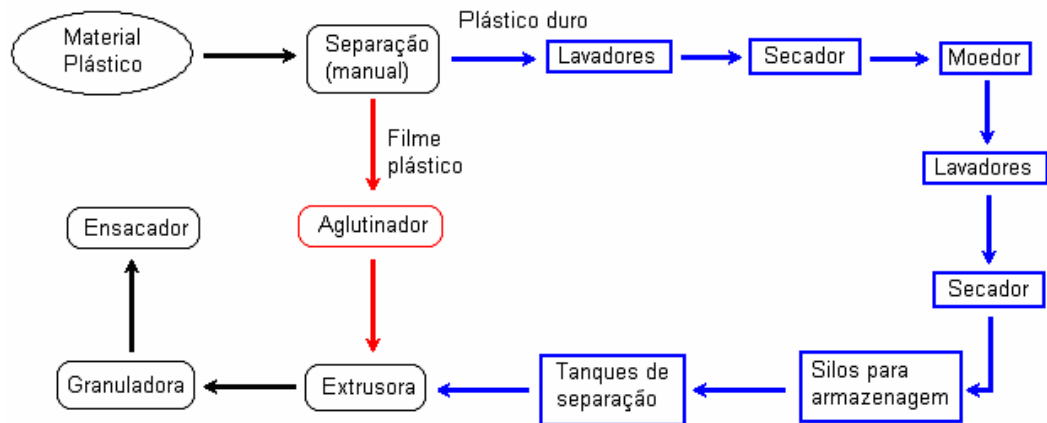 Material
Plástico
Separação
(manual)
Plástico duro
Lavadores
Secador
Moedor
Filme
plástico
Lavadores
Ensacador
Aglutinador
Secador
Granuladora
Extrusora
Tanques de
separação
Silos para
armazenagem